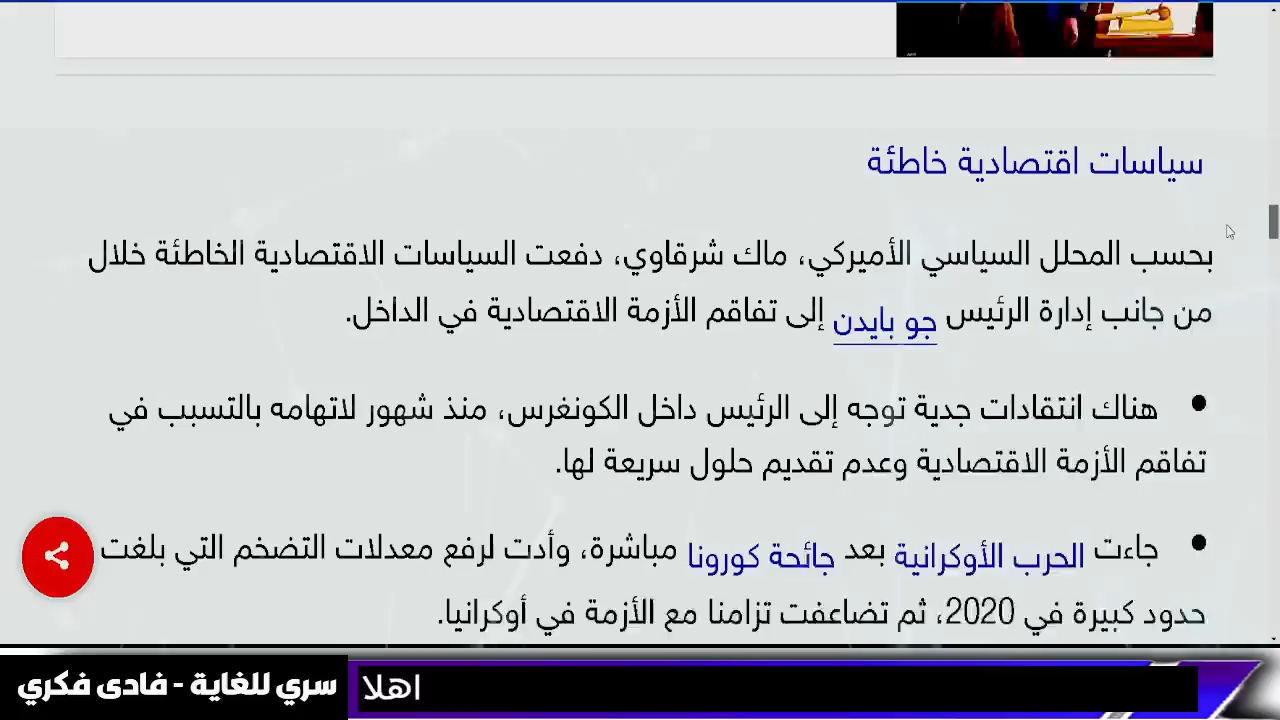 سياسات اقتصادية خاطئة
بحسب المحلل السياسي الأميركي، ماك شرقاوي، دفعت السياسات الاقتصادية الخاطئة خلال
من جانب إدارة الرئيس جو بايدن إلى تفاقم الأزمة الاقتصادية في الداخل.
• هناك انتقادات جدية توجه إلى الرئيس داخل الكونغرس، منذ شهور لاتهامه بالتسبب في
تفاقم الأزمة الاقتصادية وعدم تقديم حلول سريعة لها.
• جاءت الحرب الأوكرانية بعد جائحة كورونا مباشرة، وأدت لرفع معدلات التضخم التي بلغت
حدود كبيرة في 2020، ثم تضاعفت تزامنا مع الأزمة في أوكرانيا.
اهلا
سري للغاية - فادى فكري